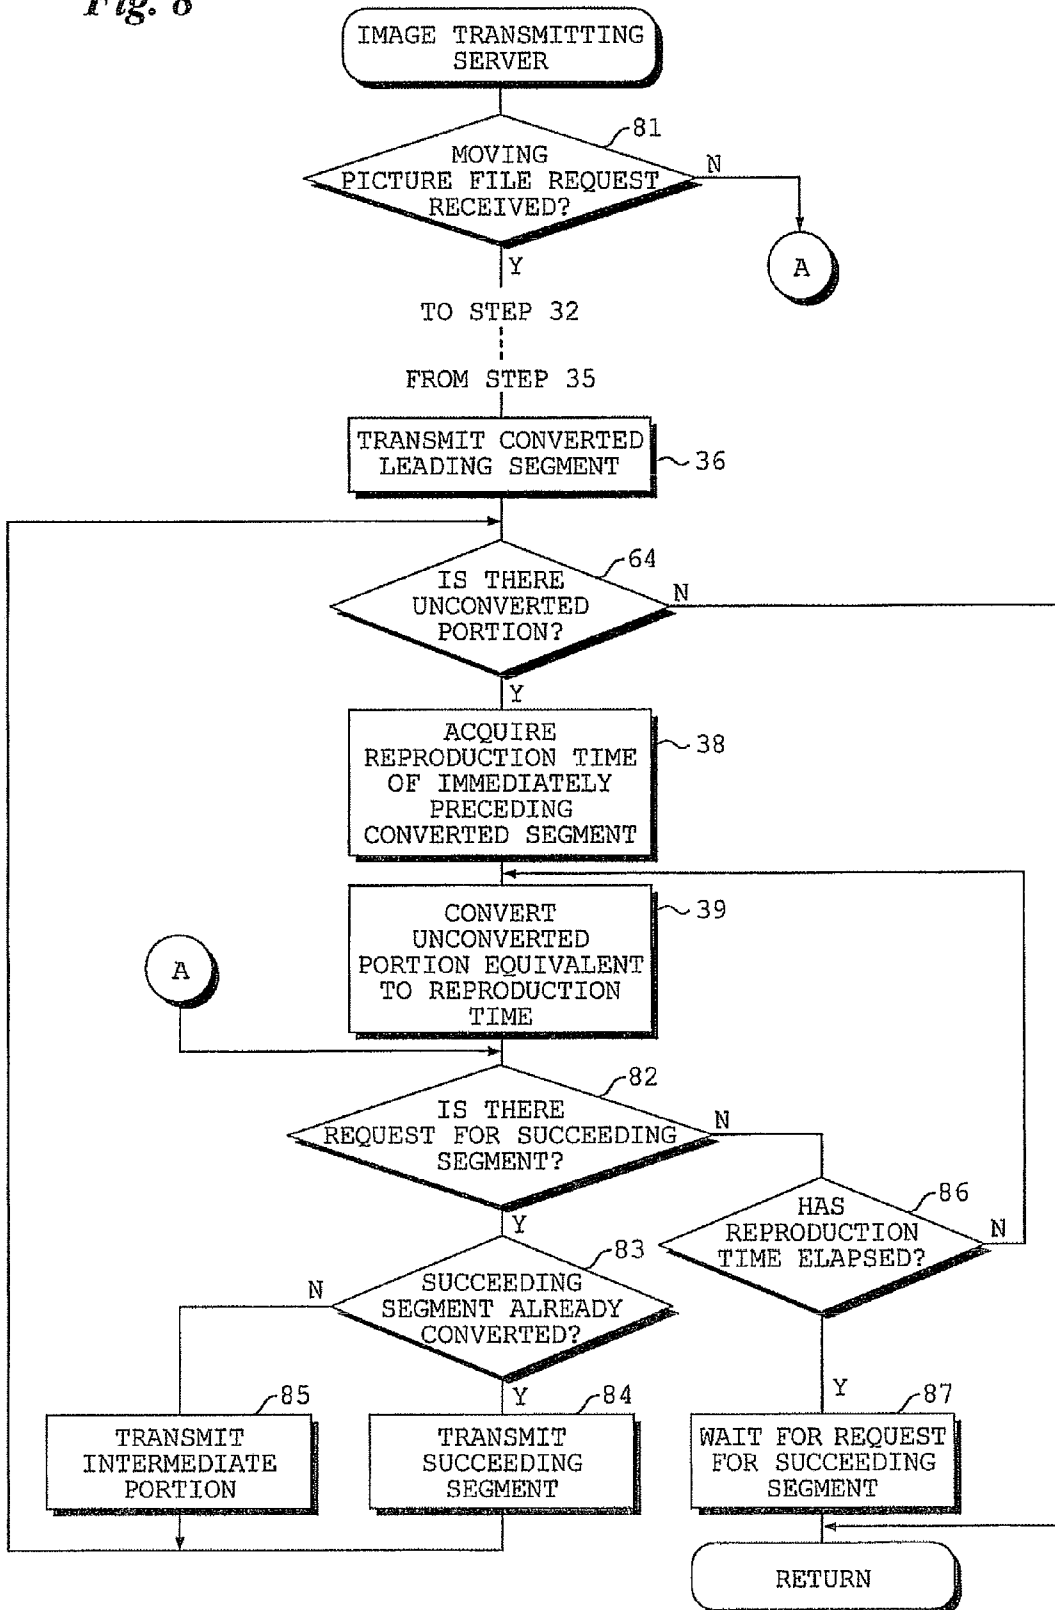 Fig. 8
IMAGE TRANSMITTING
SERVER
81
MOVING
PICTURE FILE REQUEST
RECEIVED?
N
A
Y
TO STEP 32
FROM STEP 35
TRANSMIT CONVERTED
LEADING SEGMENT
36
64
IS THERE
UNCONVERTED
PORTION?
N
Y
ACQUIRE
REPRODUCTION TIME
OF IMMEDIATELY
PRECEDING
CONVERTED SEGMENT
38
CONVERT
UNCONVERTED
PORTION EQUIVALENT
TO REPRODUCTION
TIME
39
A
82
IS THERE
REQUEST FOR SUCCEEDING
SEGMENT?
N
Y
86
HAS
REPRODUCTION
TIME ELAPSED?
N
83
SUCCEEDING
SEGMENT ALREADY
CONVERTED?
N
Y
Y
85
TRANSMIT
INTERMEDIATE
PORTION
84
TRANSMIT
SUCCEEDING
SEGMENT
87
WAIT FOR REQUEST
FOR SUCCEEDING
SEGMENT
RETURN